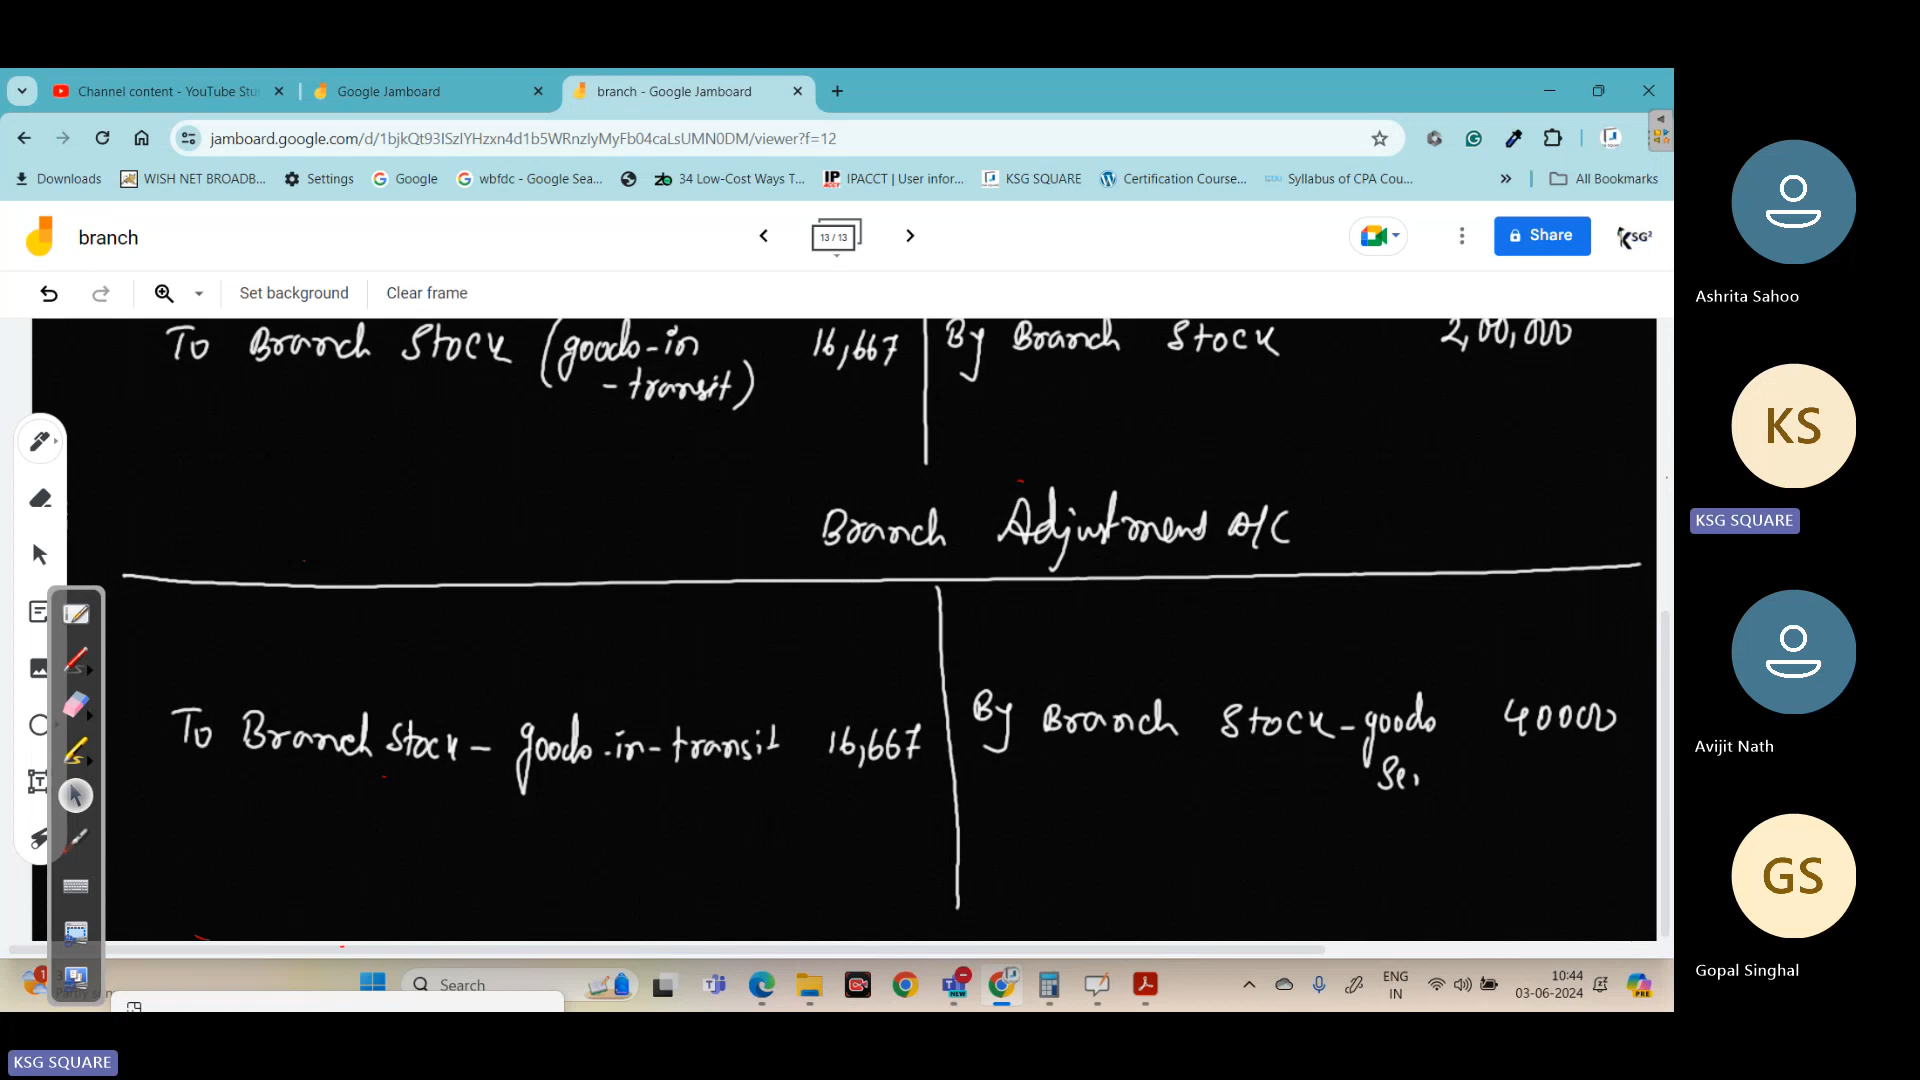 Channel content - YouTube Stu
Google Jamboard
branch - Google Jamboard
jamboard.google.com/d/1bjkQt93ISzIYHzxn4d1b5WRnzIyMyFb04caLsUMN0DM/viewer?f=12
Downloads
WISH NET BROADB...
Settings
Google
wbfdc - Google Sea...
34 Low-Cost Ways T...
IPACCT | User infor...
KSG SQUARE
Certification Course...
Syllabus of CPA Cou...
All Bookmarks
branch
13 / 13
Share
KSG²
Set background
Clear frame
To Branch Stock (goods-in 16,667
-transit)
By Branch Stock 2,00,000
Branch Adjustment A/C
To Branch Stock - goods-in-transit 16,667
By Branch Stock - goods 40000
Se
Search
ENG
IN
10:44
03-06-2024
Ashrita Sahoo
KS
KSG SQUARE
Avijit Nath
GS
Gopal Singhal
KSG SQUARE